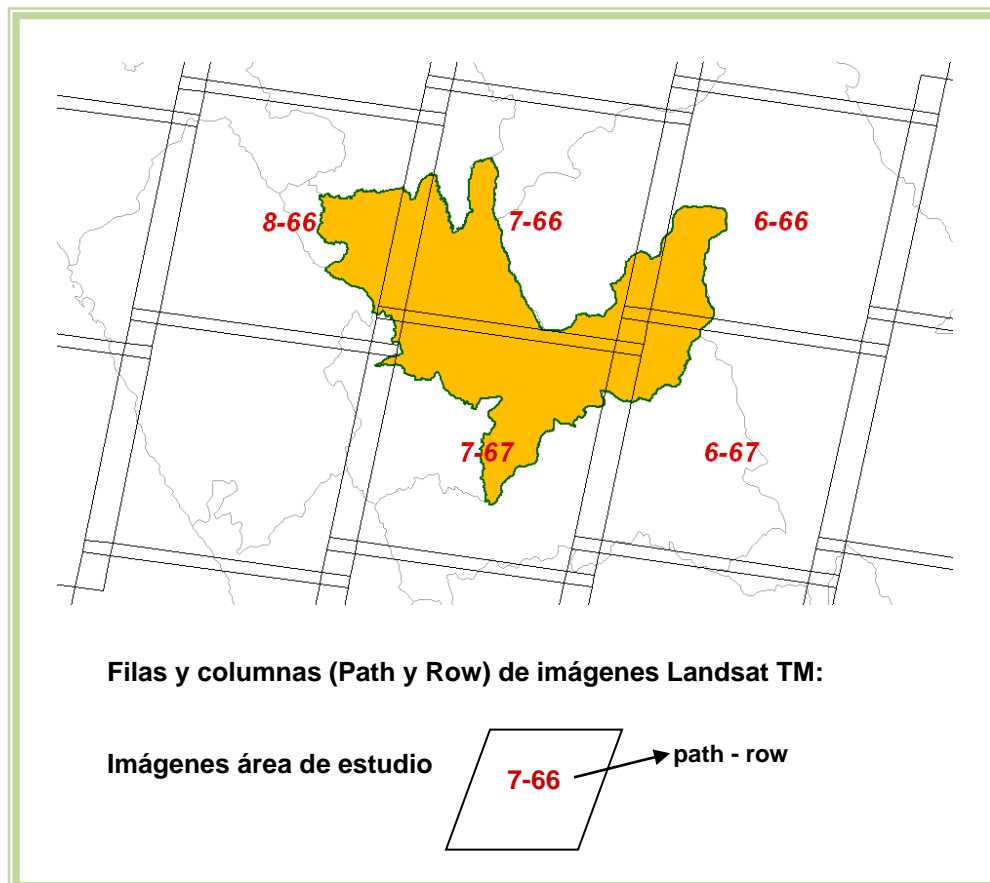 8-66
7-66
6-66
7-67
6-67
Filas y columnas (Path y Row) de imágenes Landsat TM:
Imágenes área de estudio
7-66
path - row